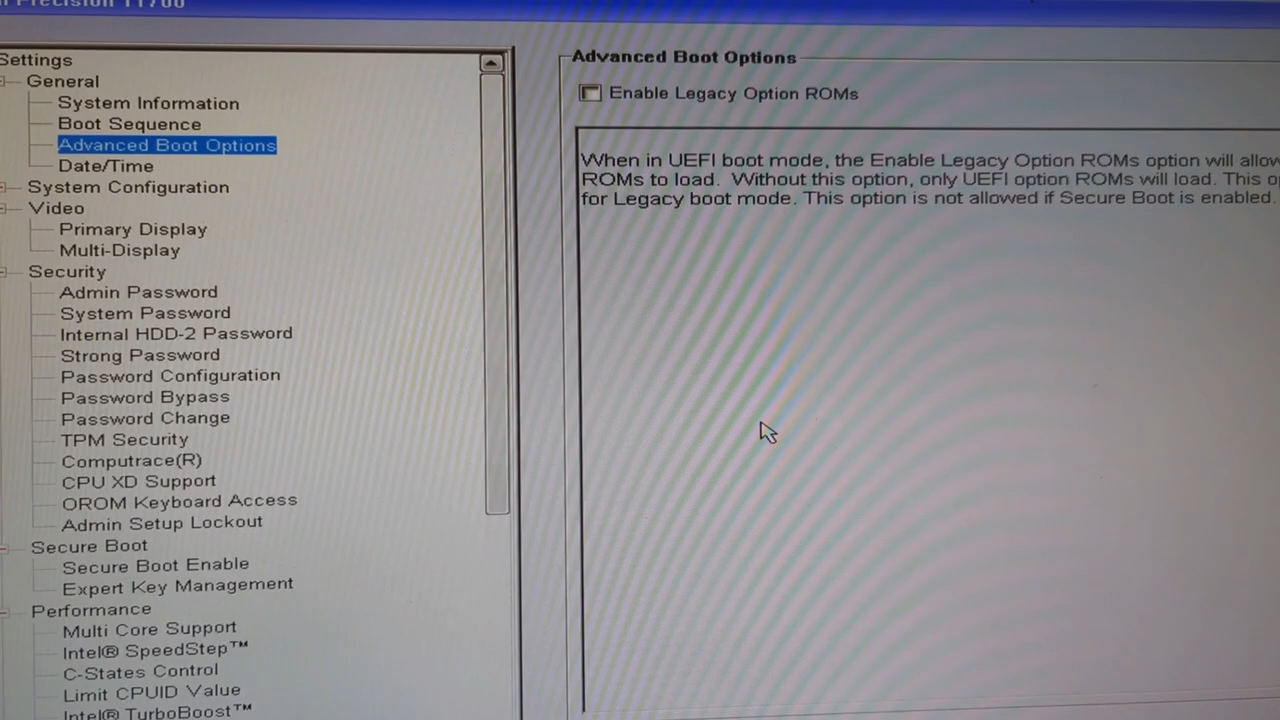 Precision T1700
Settings
General
System Information
Boot Sequence
Advanced Boot Options
Date/Time
System Configuration
Video
Primary Display
Multi-Display
Security
Admin Password
System Password
Internal HDD-2 Password
Strong Password
Password Configuration
Password Bypass
Password Change
TPM Security
Computrace(R)
CPU XD Support
OROM Keyboard Access
Admin Setup Lockout
Secure Boot
Secure Boot Enable
Expert Key Management
Performance
Multi Core Support
Intel® SpeedStep™
C-States Control
Limit CPUID Value
Intel® TurboBoost™
Advanced Boot Options
Enable Legacy Option ROMs
When in UEFI boot mode, the Enable Legacy Option ROMs option will allow
ROMs to load. Without this option, only UEFI option ROMs will load. This
for Legacy boot mode. This option is not allowed if Secure Boot is enabled.